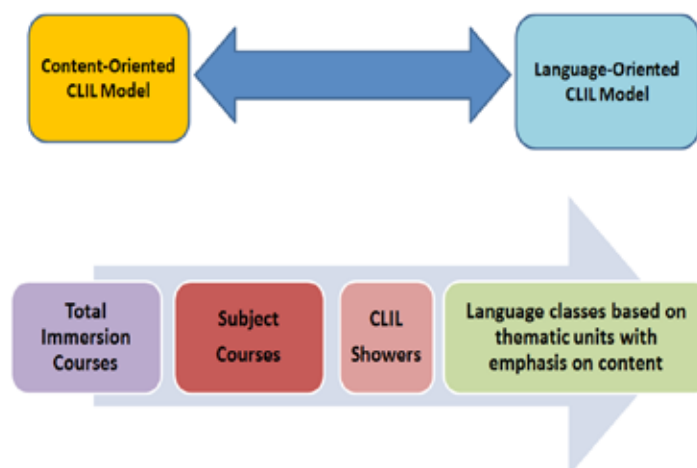 Content-Oriented
CLIL Model
Language-Oriented
CLIL Model
Total
Immersion
Courses
Subject
Courses
CLIL
Showers
Language classes based on
thematic units with
emphasis on content